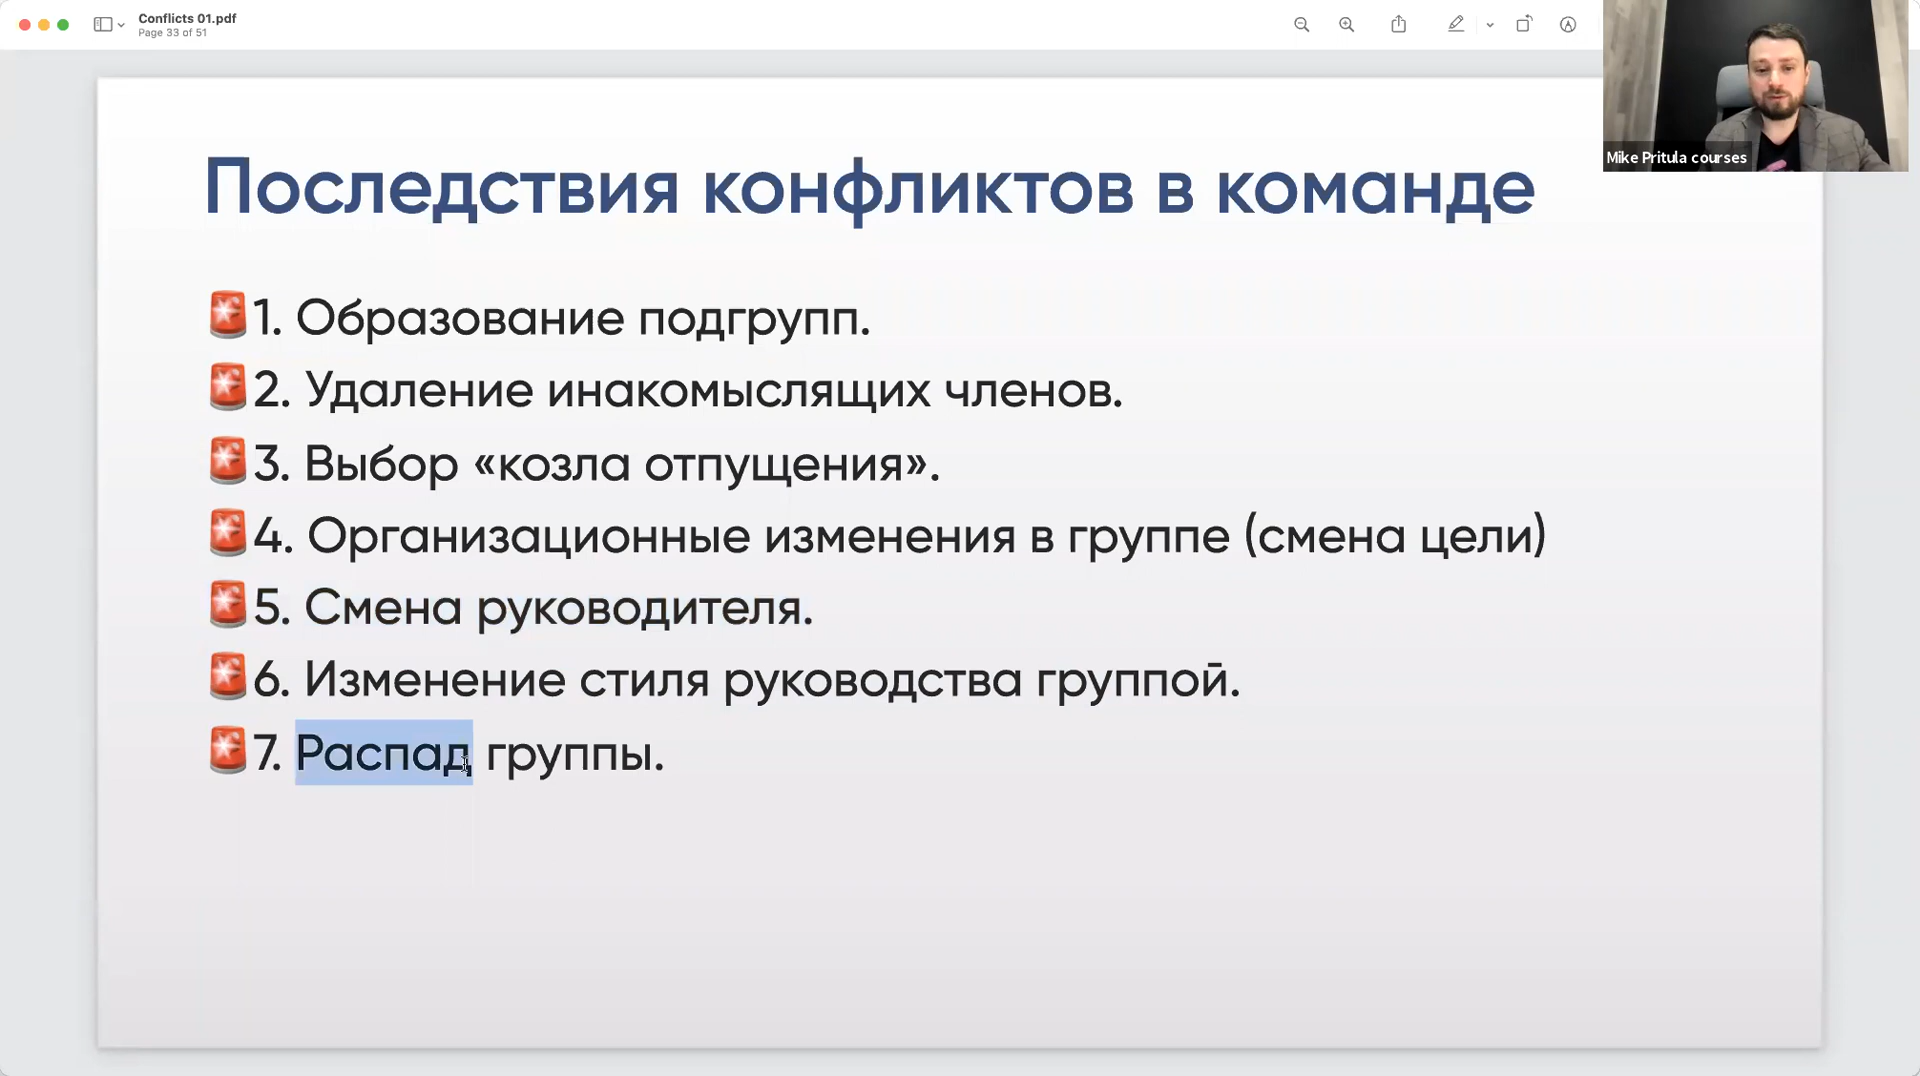 Conflicts 01.pdf
Page 33 of 51
Mike Pritula courses
Последствия конфликтов в команде
1. Образование подгрупп.
2. Удаление инакомыслящих членов.
3. Выбор «козла отпущения».
4. Организационные изменения в группе (смена цели)
5. Смена руководителя.
6. Изменение стиля руководства группой.
7. Распад группы.